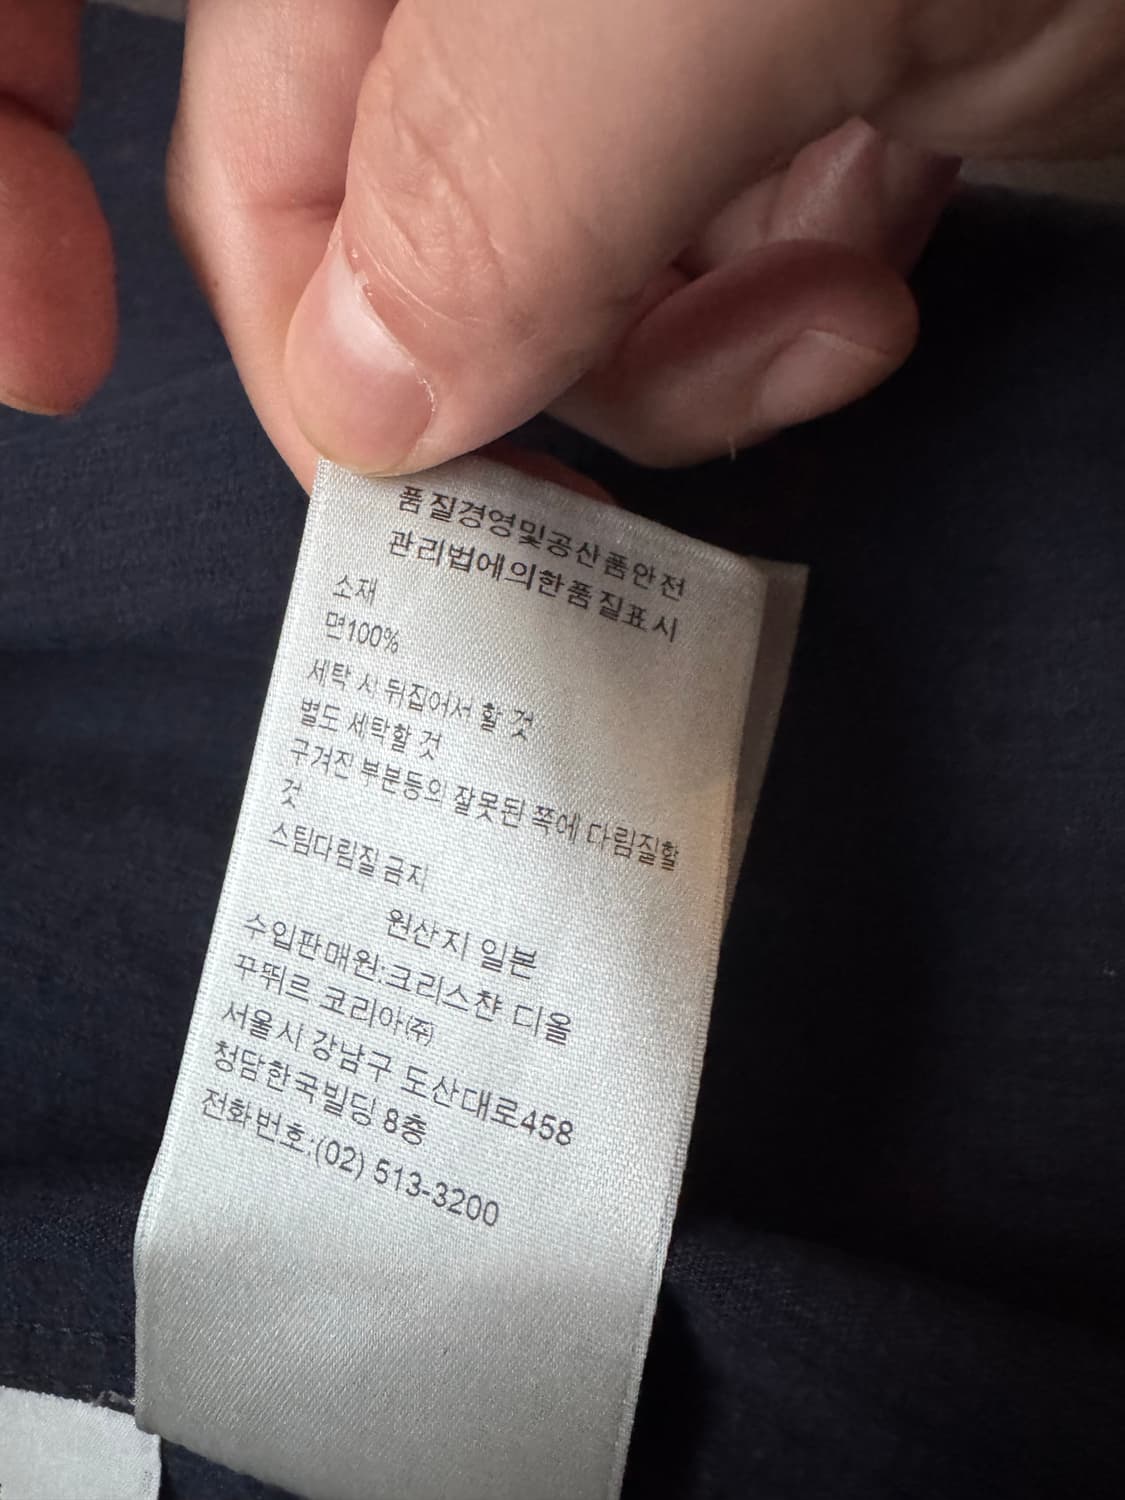 품질경영및공산품안전
관리법에의한품질표시
소재
면100%
세탁 시 뒤집어서 할 것
별도 세탁할 것
구겨진 부분등의 잘못된 쪽에 다림질할
것
스팀다림질금지
원산지 일본
수입판매원:크리스챤 디올
꾸뛰르 코리아㈜
서울시 강남구 도산대로458
청담한국빌딩 8층
전화번호:(02) 513-3200